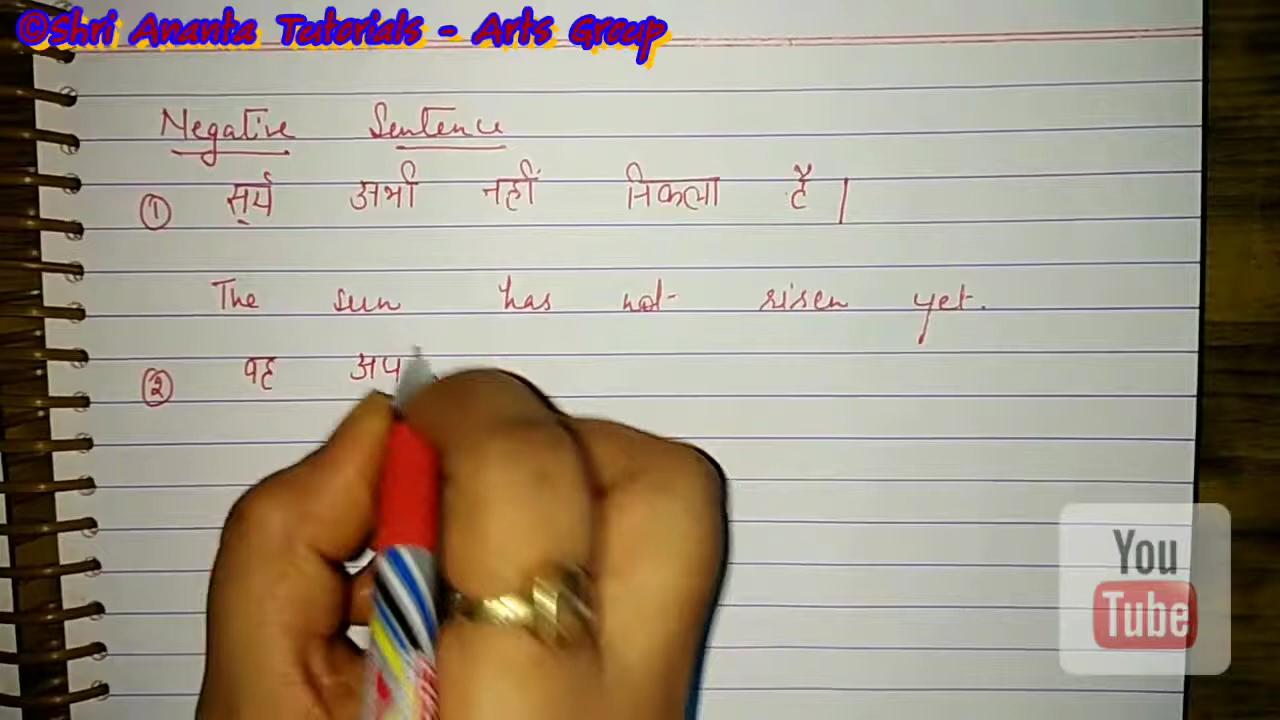 ©Shri Ananta Tutorials - Arts Group
Negative Sentence
① सूर्य अभी नहीं निकला है |
The sun has not risen yet.
② वह अप
You
Tube